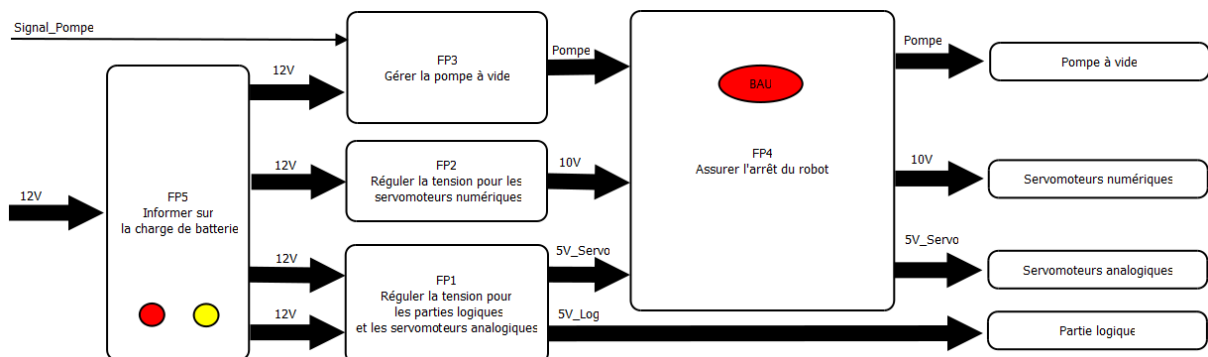 Signal_Pompe
12V
FP5
Informer sur
la charge de batterie
12V
12V
12V
12V
FP3
Gérer la pompe à vide
FP2
Réguler la tension pour les
servomoteurs numériques
FP1
Réguler la tension pour
les parties logiques
et les servomoteurs analogiques
Pompe
10V
5V_Servo
5V_Log
BAU
FP4
Assurer l'arrêt du robot
Pompe
10V
5V_Servo
Pompe à vide
Servomoteurs numériques
Servomoteurs analogiques
Partie logique